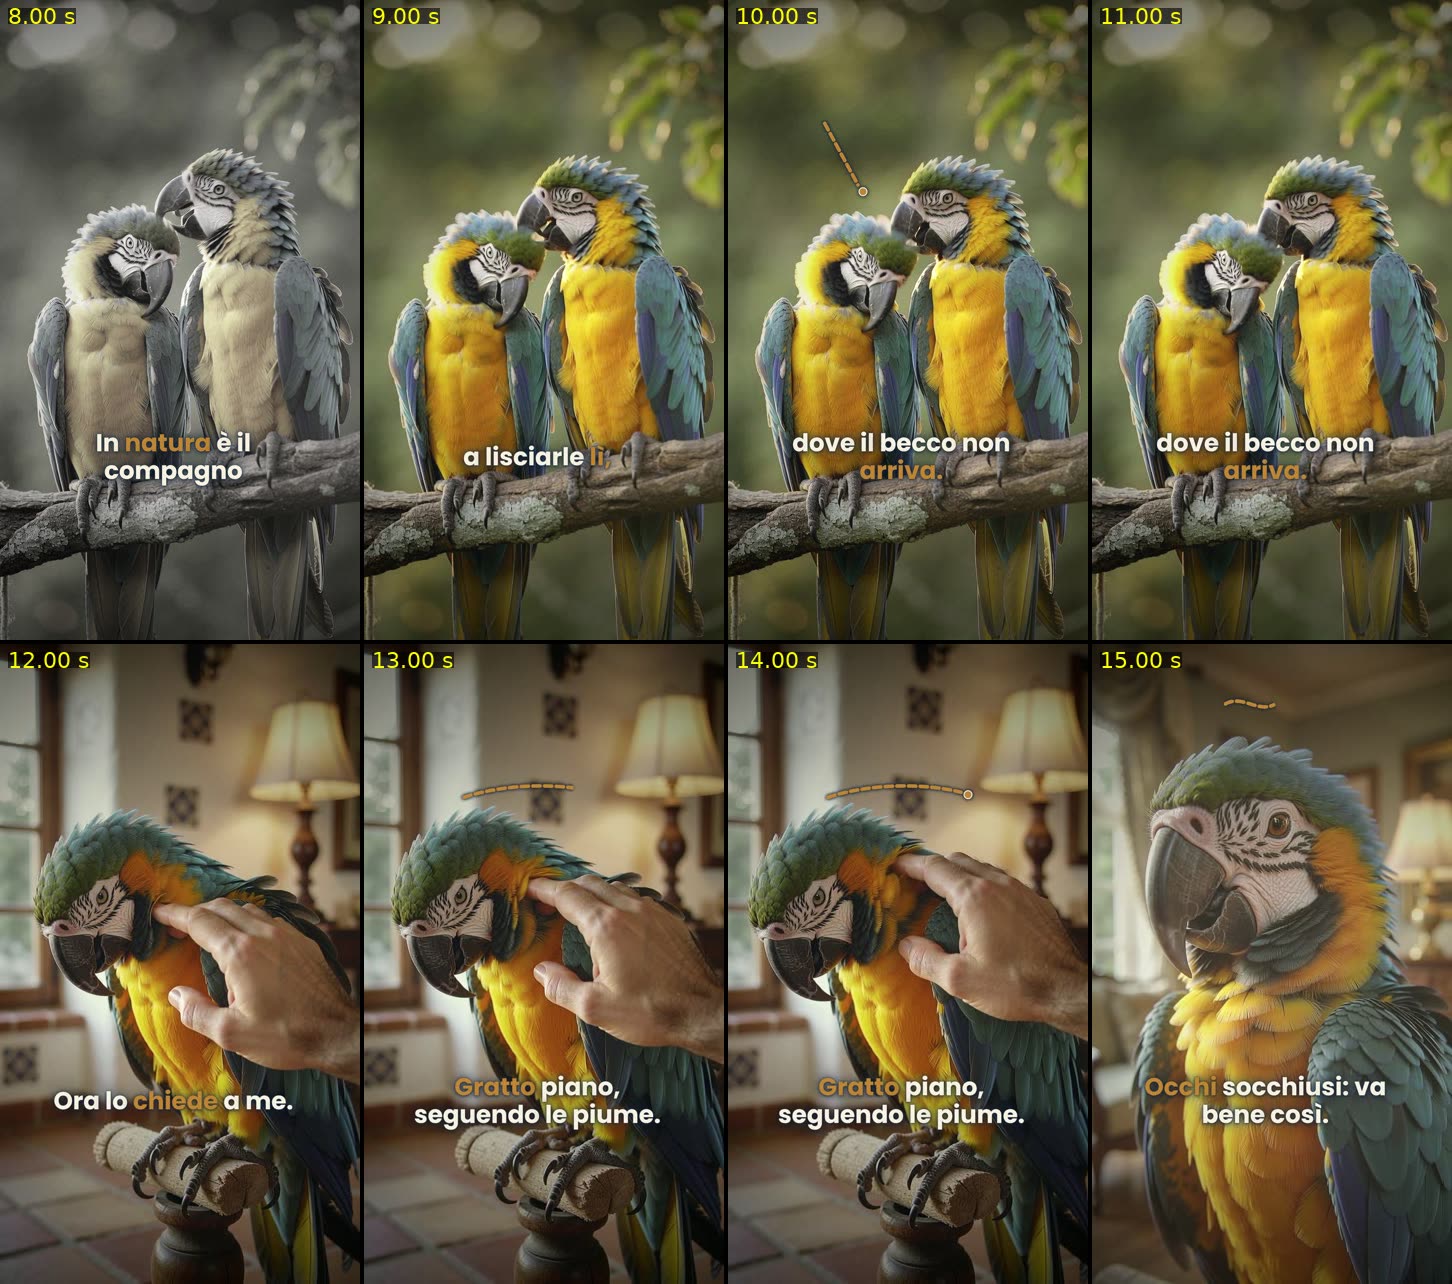 8.00 s
9.00 s
10.00 s
11.00 s
In natura è il
compagno
a lisciarle lì,
dove il becco non
arriva.
dove il becco non
arriva.
12.00 s
13.00 s
14.00 s
15.00 s
Ora lo chiede a me.
Gratto piano,
seguendo le piume.
Gratto piano,
seguendo le piume.
Occhi socchiusi: va
bene così.